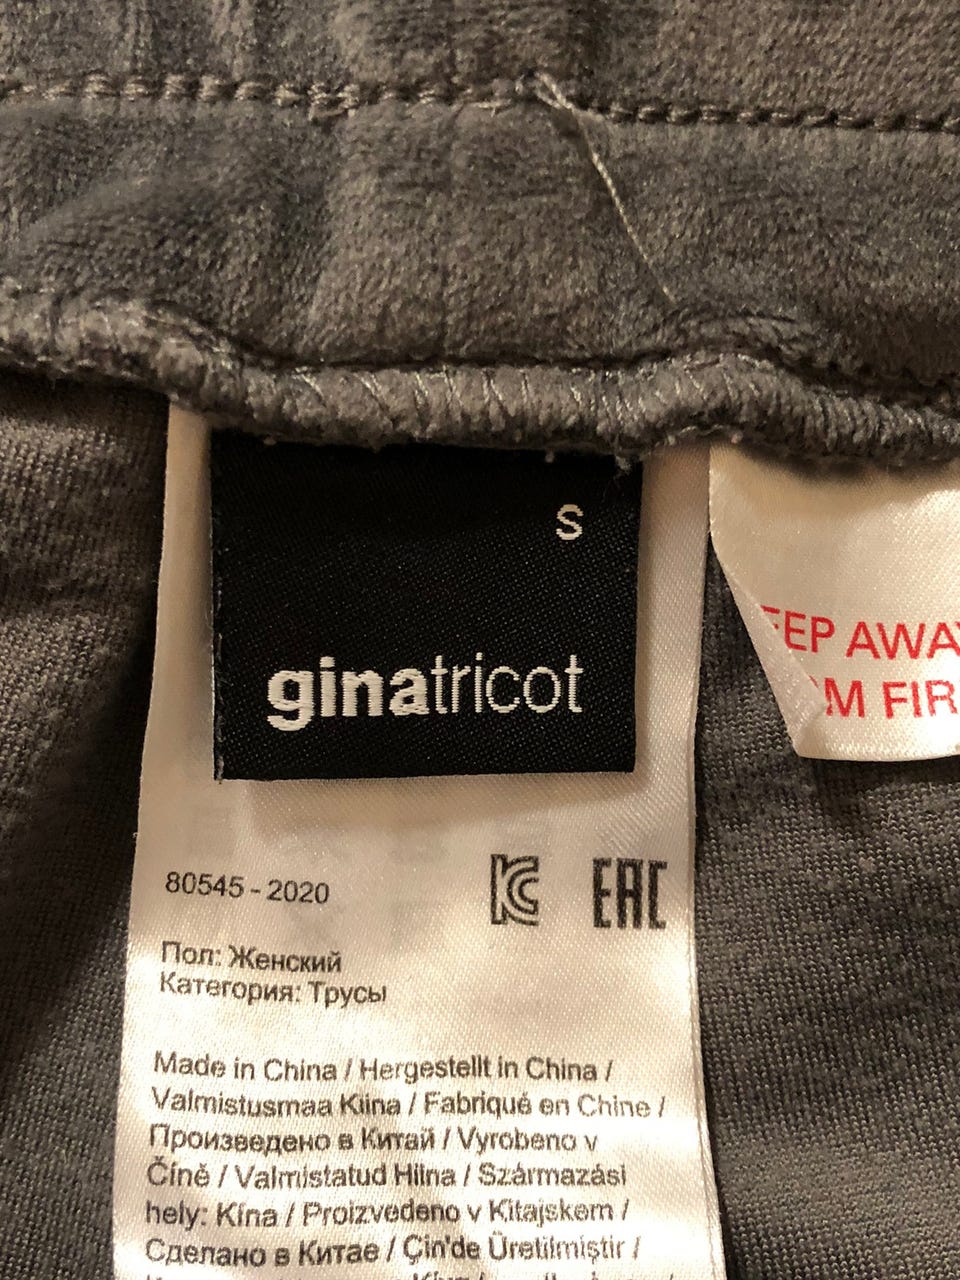 S
ginatricot
EEP AWAY
OM FIR
80545 - 2020
KC EAC
Пол: Женский
Категория: Трусы
Made in China / Hergestellt in China /
Valmistusmaa Kiina / Fabriqué en Chine /
Произведено в Китай / Vyrobeno v
Číně / Valmistatud Hiina / Származási
hely: Kína / Proizvedeno v Kitajskem /
Сделано в Китае / Çin'de Üretilmiştir /